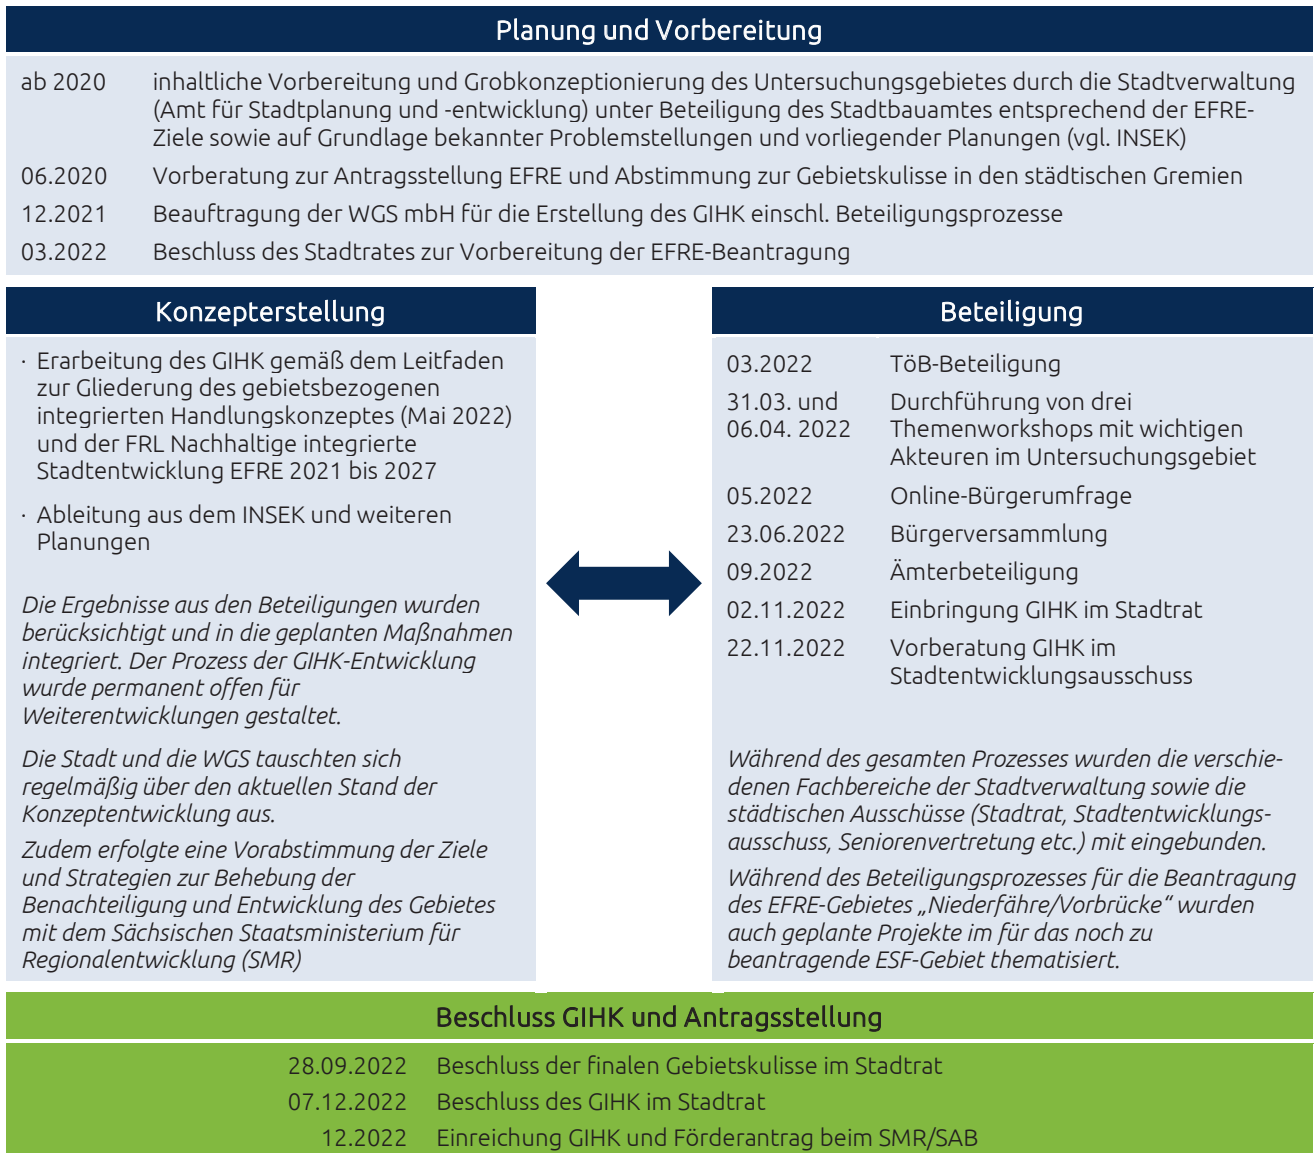 Planung und Vorbereitung
ab 2020 inhaltliche Vorbereitung und Grobkonzeptionierung des Untersuchungsgebietes durch die Stadtverwaltung
(Amt für Stadtplanung und -entwicklung) unter Beteiligung des Stadtbauamtes entsprechend der EFRE-
Ziele sowie auf Grundlage bekannter Problemstellungen und vorliegender Planungen (vgl. INSEK)
06.2020 Vorberatung zur Antragsstellung EFRE und Abstimmung zur Gebietskulisse in den städtischen Gremien
12.2021 Beauftragung der WGS mbH für die Erstellung des GIHK einschl. Beteiligungsprozesse
03.2022 Beschluss des Stadtrates zur Vorbereitung der EFRE-Beantragung
Konzepterstellung
· Erarbeitung des GIHK gemäß dem Leitfaden
zur Gliederung des gebietsbezogenen
integrierten Handlungskonzeptes (Mai 2022)
und der FRL Nachhaltige integrierte
Stadtentwicklung EFRE 2021 bis 2027
· Ableitung aus dem INSEK und weiteren
Planungen
Die Ergebnisse aus den Beteiligungen wurden
berücksichtigt und in die geplanten Maßnahmen
integriert. Der Prozess der GIHK-Entwicklung
wurde permanent offen für
Weiterentwicklungen gestaltet.
Die Stadt und die WGS tauschten sich
regelmäßig über den aktuellen Stand der
Konzeptentwicklung aus.
Zudem erfolgte eine Vorabstimmung der Ziele
und Strategien zur Behebung der
Benachteiligung und Entwicklung des Gebietes
mit dem Sächsischen Staatsministerium für
Regionalentwicklung (SMR)
Beteiligung
03.2022 TöB-Beteiligung
31.03. und Durchführung von drei
06.04. 2022 Themenworkshops mit wichtigen
Akteuren im Untersuchungsgebiet
05.2022 Online-Bürgerumfrage
23.06.2022 Bürgerversammlung
09.2022 Ämterbeteiligung
02.11.2022 Einbringung GIHK im Stadtrat
22.11.2022 Vorberatung GIHK im
Stadtentwicklungsausschuss
Während des gesamten Prozesses wurden die verschie-
denen Fachbereiche der Stadtverwaltung sowie die
städtischen Ausschüsse (Stadtrat, Stadtentwicklungs-
ausschuss, Seniorenvertretung etc.) mit eingebunden.
Während des Beteiligungsprozesses für die Beantragung
des EFRE-Gebietes „Niederfähre/Vorbrücke“ wurden
auch geplante Projekte im für das noch zu
beantragende ESF-Gebiet thematisiert.
Beschluss GIHK und Antragsstellung
28.09.2022 Beschluss der finalen Gebietskulisse im Stadtrat
07.12.2022 Beschluss des GIHK im Stadtrat
12.2022 Einreichung GIHK und Förderantrag beim SMR/SAB